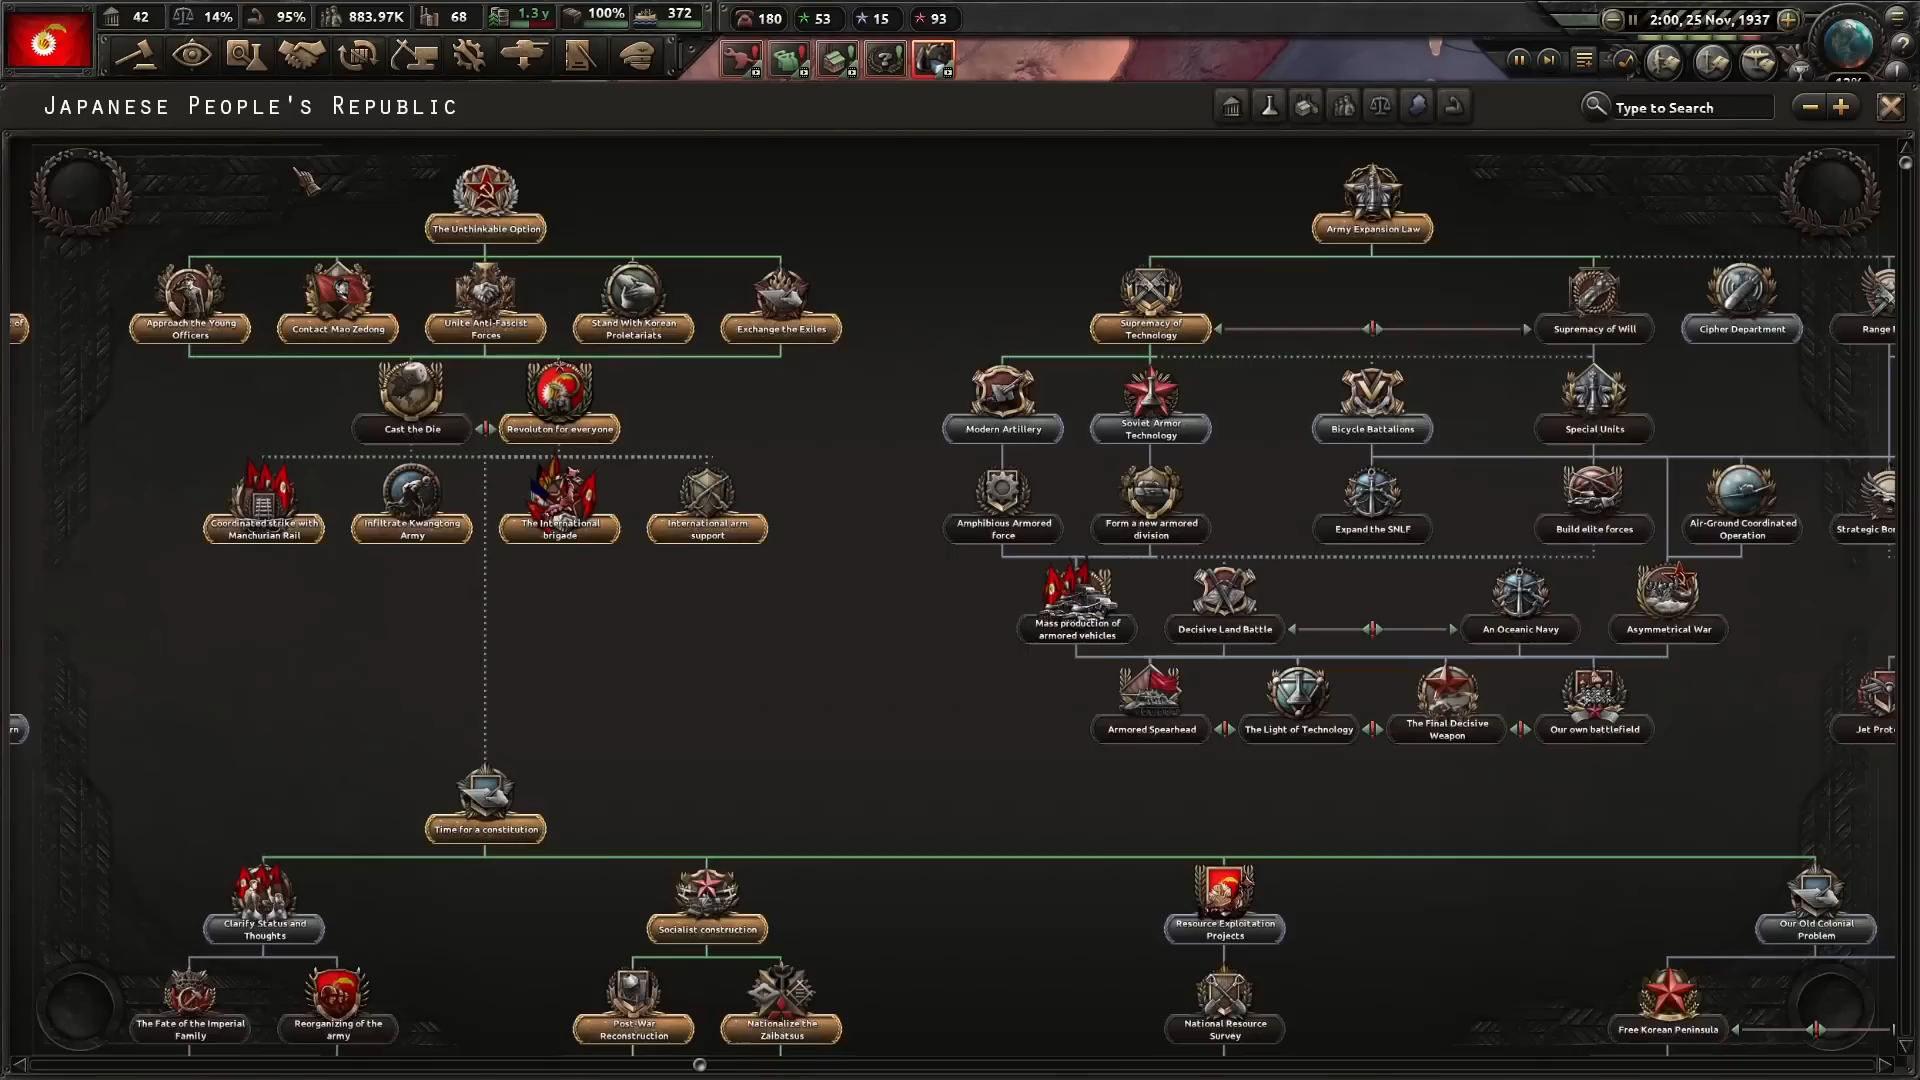 42 14% 95% 883.97K 68 1.3 y 100% 372 180 53 15 93 2:00, 25 Nov, 1937
Japanese People's Republic
Type to Search
The Unthinkable Option
Army Expansion Law
Approach the Young Officers
Contact Mao Zedong
Unite Anti-Fascist Forces
Stand With Korean Proletariats
Exchange the Exiles
Supremacy of Technology
Supremacy of Will
Cipher Department
Range
Cast the Die
Revoluton for everyone
Modern Artillery
Soviet Armor Technology
Bicycle Battalions
Special Units
Coordinated strike with Manchurian Rail
Infiltrate Kwangtong Army
The International brigade
International arm support
Amphibious Armored force
Form a new armored division
Expand the SNLF
Build elite forces
Air-Ground Coordinated Operation
Strategic Bo
Mass production of armored vehicles
Decisive Land Battle
An Oceanic Navy
Asymmetrical War
Armored Spearhead
The Light of Technology
The Final Decisive Weapon
Our own battlefield
Jet Prot
Time for a constitution
Clarify Status and Thoughts
Socialist construction
Resource Exploitation Projects
Our Old Colonial Problem
The Fate of the Imperial Family
Reorganizing of the army
Post-War Reconstruction
Nationalize the Zaibatsus
National Resource Survey
Free Korean Peninsula